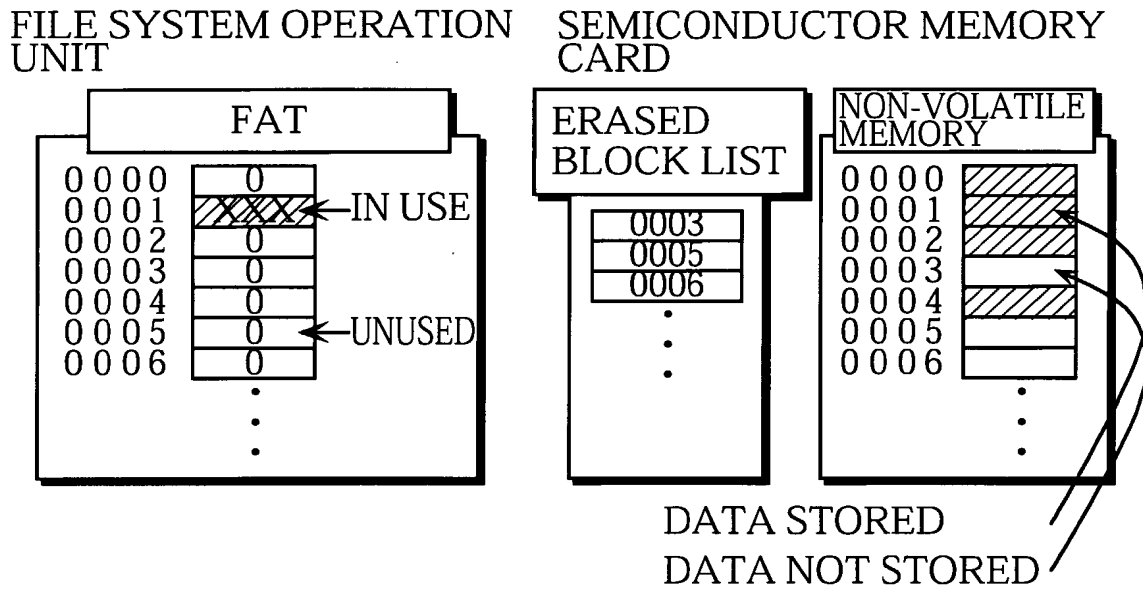 FILE SYSTEM OPERATION
UNIT
FAT
0000 0
0001 XXX
IN USE
0002 0
0003 0
0004 0
0005 0
UNUSED
0006 0
SEMICONDUCTOR MEMORY
CARD
ERASED
BLOCK LIST
0003
0005
0006
NON-VOLATILE
MEMORY
0000
0001
0002
0003
0004
0005
0006
DATA STORED
DATA NOT STORED